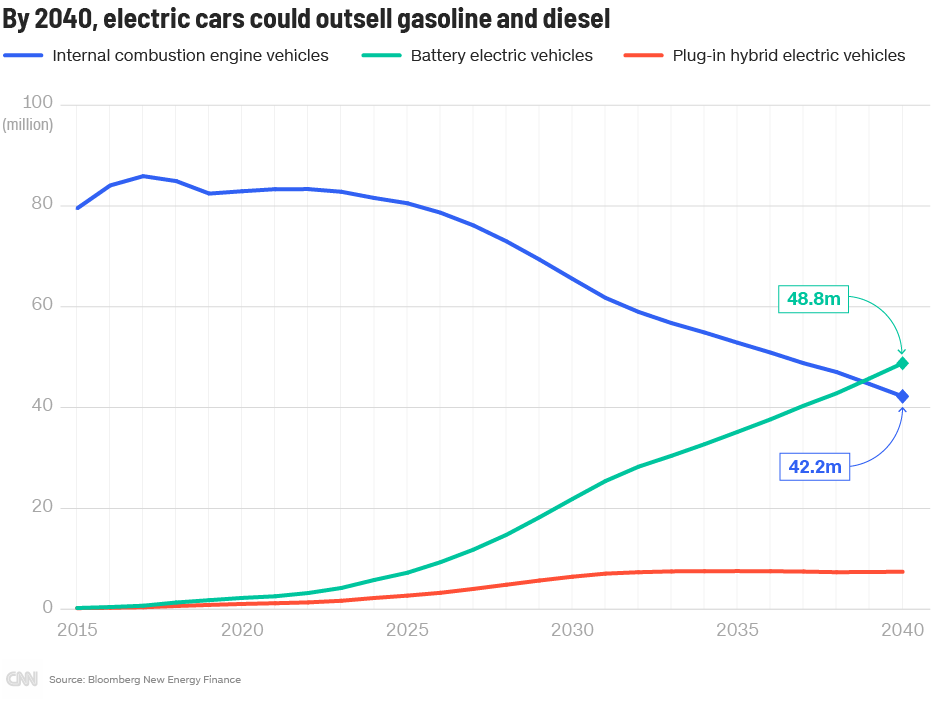 By 2040, electric cars could outsell gasoline and diesel
Internal combustion engine vehicles Battery electric vehicles Plug-in hybrid electric vehicles
100
(million)
80
60
40
20
0
48.8m
42.2m
2015 2020 2025 2030 2035 2040
CNN Source: Bloomberg New Energy Finance